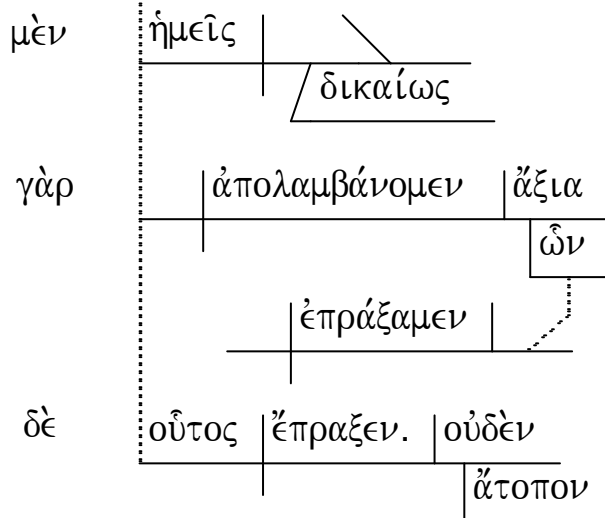 μὲν ἡμεῖς
δικαίως
γὰρ ἀπολαμβάνομεν ἄξια
ὧν
ἐπράξαμεν
δὲ οὗτος ἔπραξεν. οὐδὲν
ἄτοπον